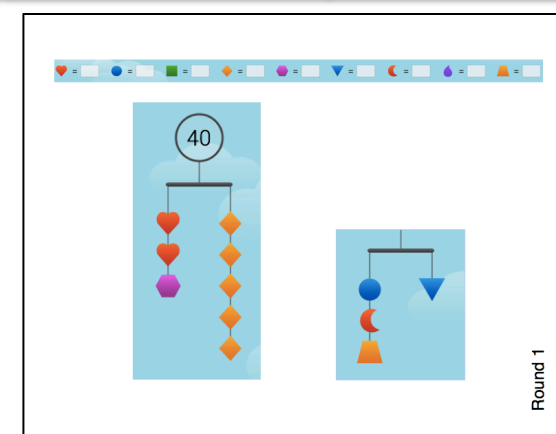 = = = = = = = = =
40
Round 1